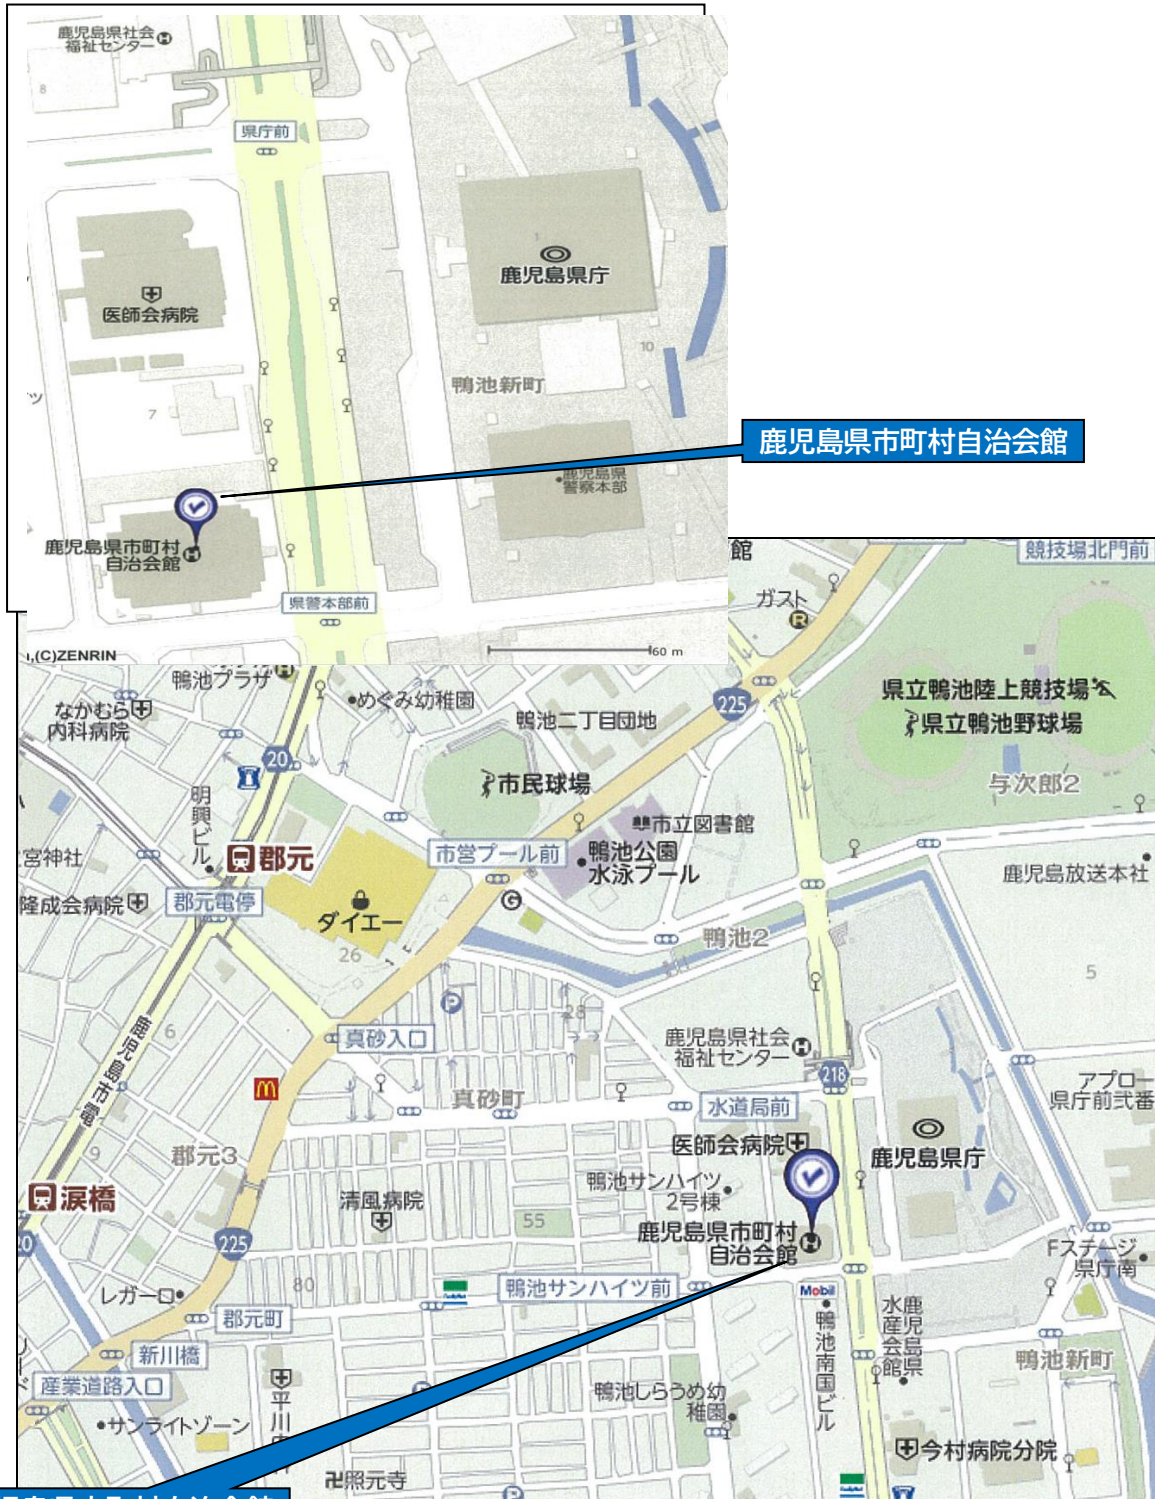 鹿児島県社会
福祉センター
8
県庁前
1
鹿児島県庁
医師会病院
10
鴨池新町
7
鹿児島県市町村自治会館
鹿児島県
警察本部
鹿児島県市町村
自治会館
県警本部前
(C)ZENRIN
60 m
館
競技場北門前
ガスト
鴨池プラザ
めぐみ幼稚園
なかむら
内科病院
鴨池二丁目団地
225
県立鴨池陸上競技場
県立鴨池野球場
20
市民球場
与次郎2
明興ビル
市立図書館
宮神社
郡元
市営プール前
鴨池公園
水泳プール
鹿児島放送本社
隆成会病院
郡元電停
ダイエー
G
26
鴨池2
5
P
28
鹿児島市電
6
真砂入口
鹿児島県社会
福祉センター
218
アプロー
県庁前弐番
真砂町
水道局前
9
郡元3
医師会病院
鹿児島県庁
涙橋
清風病院
鴨池サンハイツ
2号棟
55
鹿児島県市町村
自治会館
225
Fステージ
県庁南
レガーロ
80
鴨池サンハイツ前
Mobil
郡元町
鴨池南国ビル
鹿児島県
水産会館
新川橋
産業道路入口
鴨池新町
平川
鴨池しらうめ幼
稚園
サンライトゾーン
今村病院分院
照元寺